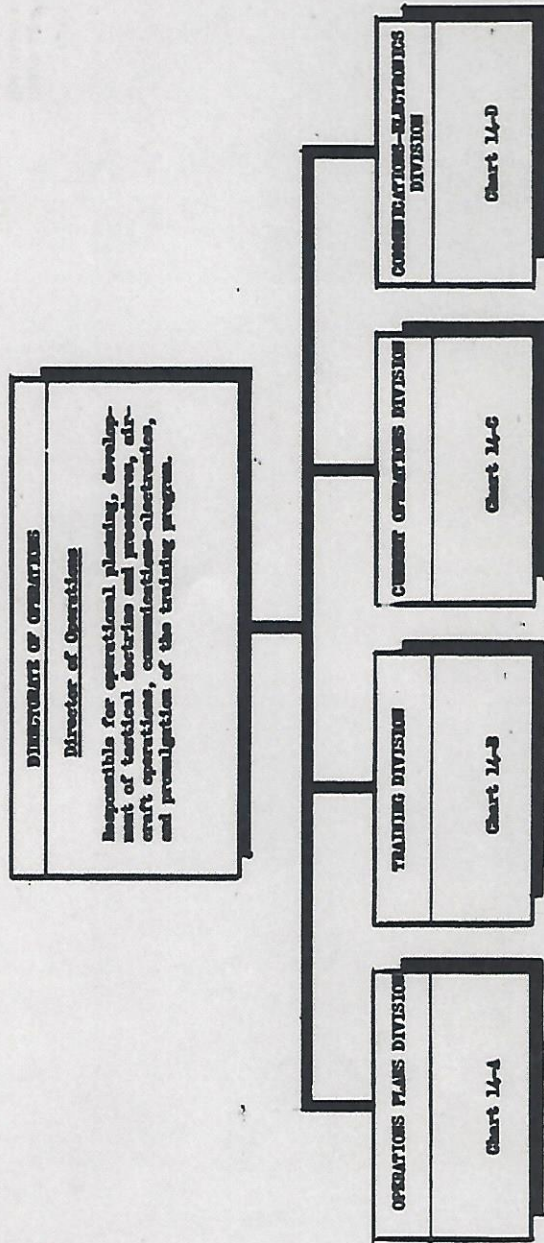 DIRECTORATE OF OPERATIONS
Director of Operations
Responsible for operational planning, develop-
ment of tactical doctrine and procedures, air-
craft operations, communications-electronics,
and promulgation of the training program.
OPERATIONS PLANS DIVISION
Chart 14-A
TRAINING DIVISION
Chart 14-B
CURRENT OPERATIONS DIVISION
Chart 14-C
COMMUNICATIONS-ELECTRONICS
DIVISION
Chart 14-D